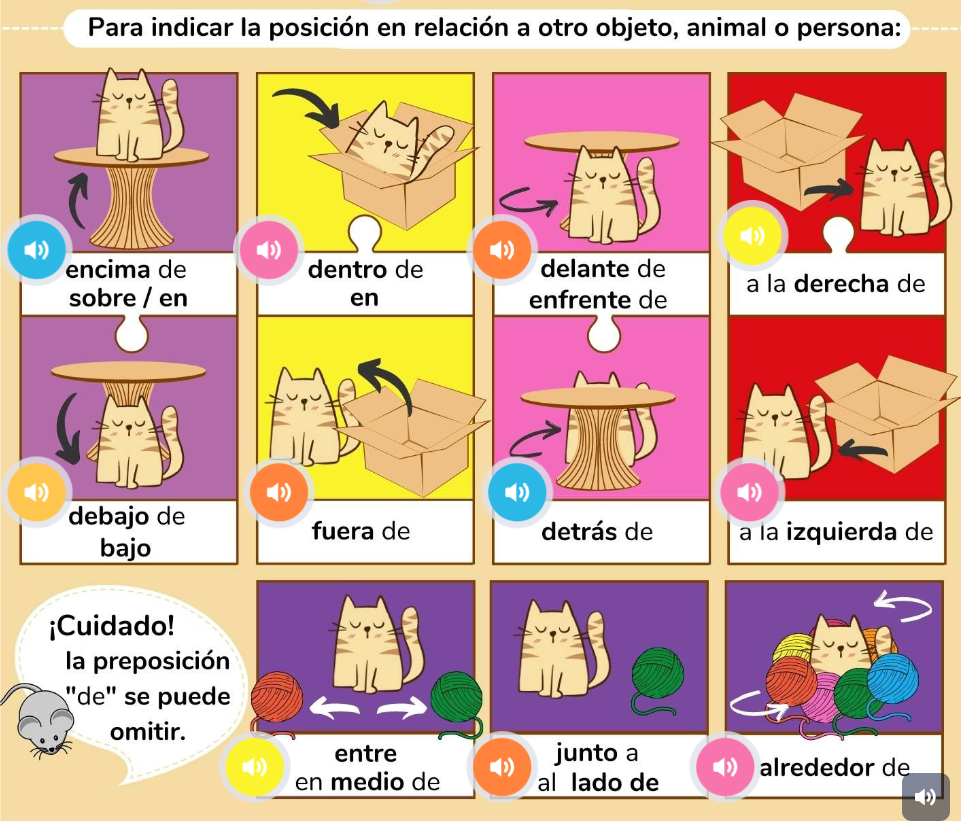 Para indicar la posición en relación a otro objeto, animal o persona:
encima de
sobre / en
dentro de
en
delante de
enfrente de
a la derecha de
debajo de
bajo
fuera de
detrás de
a la izquierda de
¡Cuidado!
la preposición
"de" se puede
omitir.
entre
en medio de
junto a
al lado de
alrededor de